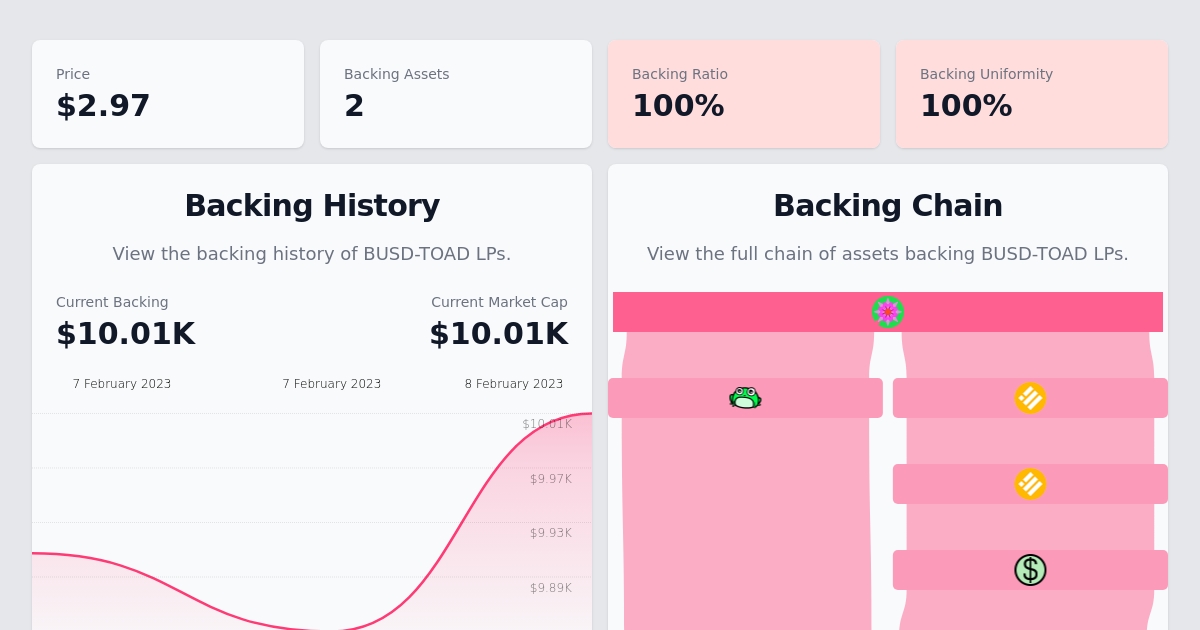 Price
$2.97
Backing Assets
2
Backing Ratio
100%
Backing Uniformity
100%
Backing History
View the backing history of BUSD-TOAD LPs.
Current Backing
$10.01K
Current Market Cap
$10.01K
7 February 2023
7 February 2023
8 February 2023
$10.01K
$9.97K
$9.93K
$9.89K
Backing Chain
View the full chain of assets backing BUSD-TOAD LPs.
$